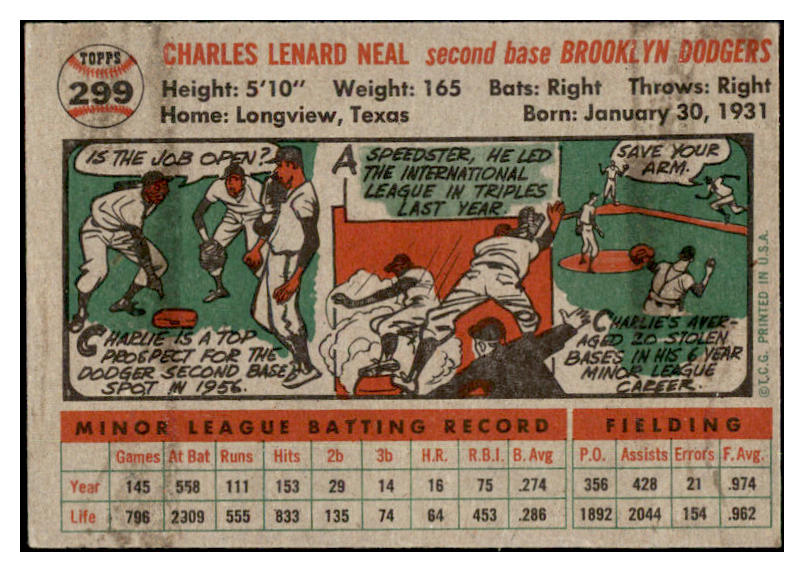 TOPPS
299
CHARLES LENARD NEAL second base BROOKLYN DODGERS
Height: 5'10" Weight: 165 Bats: Right Throws: Right
Home: Longview, Texas Born: January 30, 1931
IS THE JOB OPEN?
CHARLIE IS A TOP
PROSPECT FOR THE
DODGER SECOND BASE
SPOT IN 1956.
A SPEEDSTER, HE LED
THE INTERNATIONAL
LEAGUE IN TRIPLES
LAST YEAR.
SAVE YOUR
ARM.
CHARLIE'S AVER-
AGED 20 STOLEN
BASES IN HIS 6 YEAR
MINOR LEAGUE
CAREER.
©T.C.G. PRINTED IN U.S.A.
MINOR LEAGUE BATTING RECORD FIELDING
Games At Bat Runs Hits 2b 3b H.R. R.B.I. B. Avg P.O. Assists Errors F. Avg.
Year 145 558 111 153 29 14 16 75 .274 356 428 21 .974
Life 796 2309 555 833 135 74 64 453 .286 1892 2044 154 .962